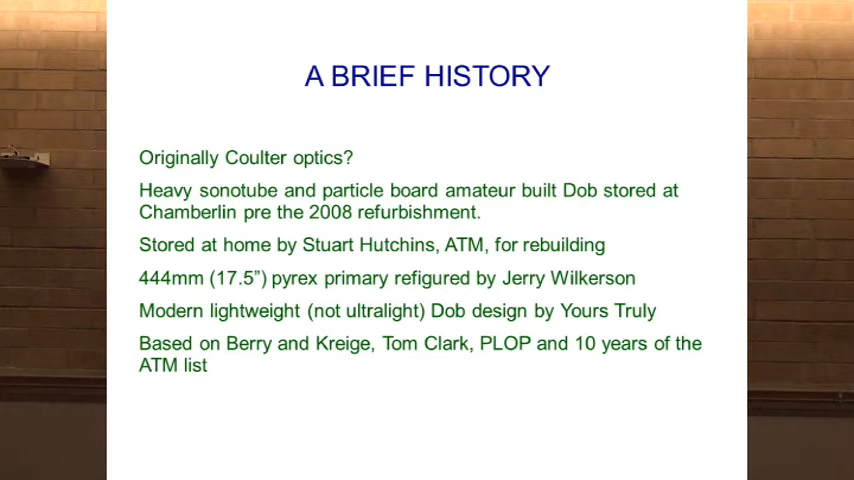 A BRIEF HISTORY
Originally Coulter optics?
Heavy sonotube and particle board amateur built Dob stored at
Chamberlin pre the 2008 refurbishment.
Stored at home by Stuart Hutchins, ATM, for rebuilding
444mm (17.5”) pyrex primary refigured by Jerry Wilkerson
Modern lightweight (not ultralight) Dob design by Yours Truly
Based on Berry and Kreige, Tom Clark, PLOP and 10 years of the
ATM list